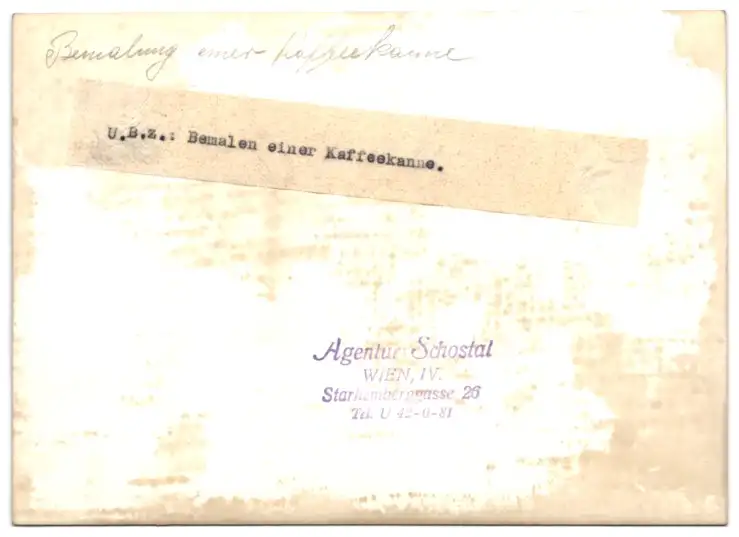 Bemalung einer Kaffeekanne
U.B.z.: Bemalen einer Kaffeekanne.
Agentur Schostal
WIEN, IV.
Starhemberggasse 26
Tel. U 42-0-81